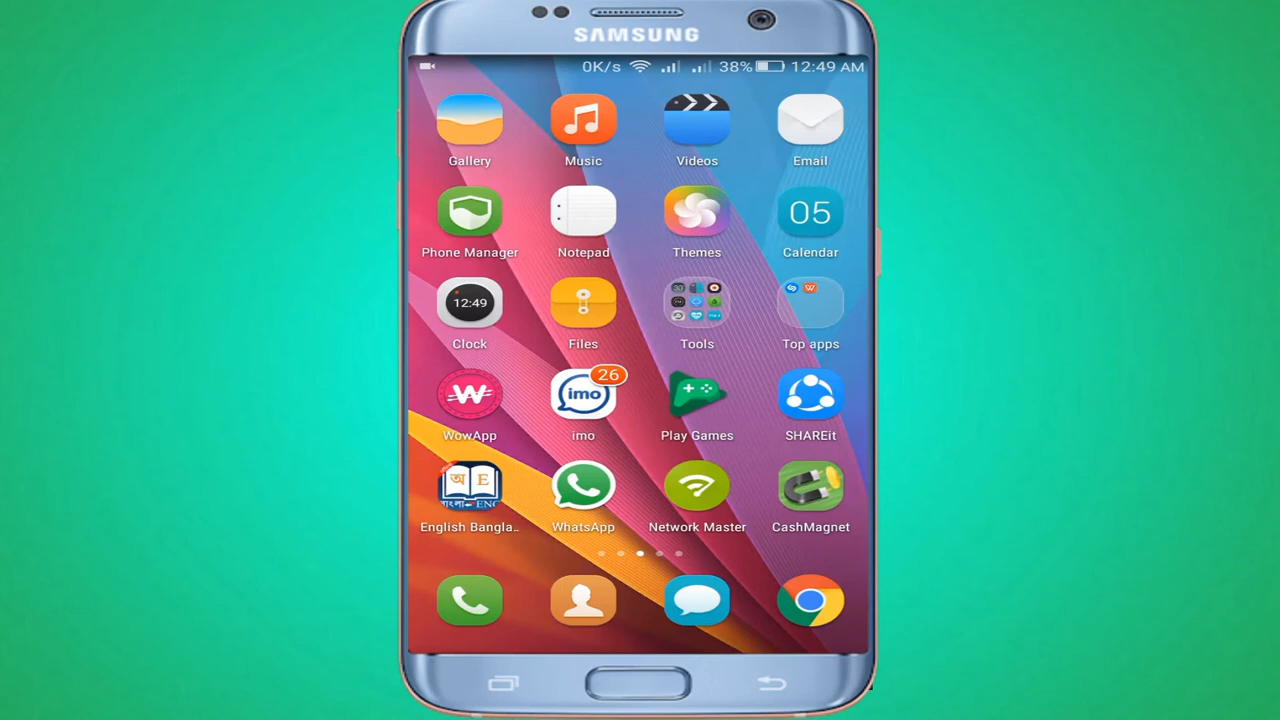 SAMSUNG
0K/s 38% 12:49 AM
Gallery Music Videos Email
05
Phone Manager Notepad Themes Calendar
12:49
Clock Files Tools Top apps
26
imo
WowApp imo Play Games SHAREit
অ E
বাংলা ENG
English Bangla.. WhatsApp Network Master CashMagnet